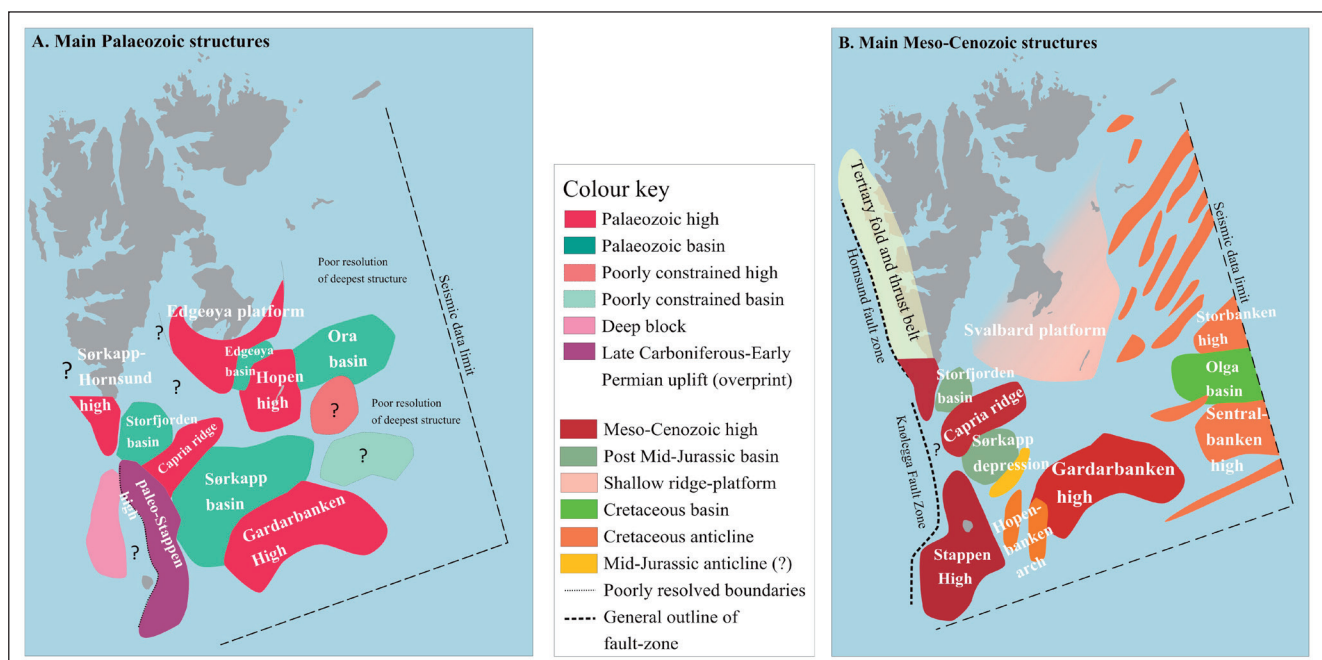 A. Main Palaeozoic structures
Poor resolution
of deepest structure
Seismic data limit
Edgeøya platform
?
Ora
basin
Edgeøya
basin
Sørkapp-
Hornsund
high
?
?
Hopen
high
?
Poor resolution
of deepest structure
Storfjorden
basin
Capria ridge
?
Sørkapp
basin
paleo-Stappen
high
Gardarbanken
High
?
Colour key
Palaeozoic high
Palaeozoic basin
Poorly constrained high
Poorly constrained basin
Deep block
Late Carboniferous-Early
Permian uplift (overprint)
Meso-Cenozoic high
Post Mid-Jurassic basin
Shallow ridge-platform
Cretaceous basin
Cretaceous anticline
Mid-Jurassic anticline (?)
Poorly resolved boundaries
General outline of
fault-zone
B. Main Meso-Cenozoic structures
Tertiary fold and thrust belt
Hornsund fault zone
Seismic data limit
Svalbard platform
Storbanken
high
Olga
basin
Storfjorden
basin
Capria ridge
Sentral-
banken
high
?
Sørkapp
depression
Knølegga Fault Zone
Gardarbanken
high
Hopen-
banken
arch
Stappen
High